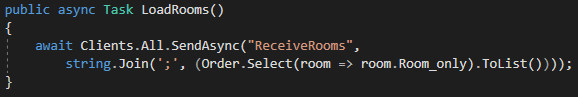 public async Task LoadRooms()
{
    await Clients.All.SendAsync("ReceiveRooms",
        string.Join(';', (Order.Select(room => room.Room_only).ToList())));
}